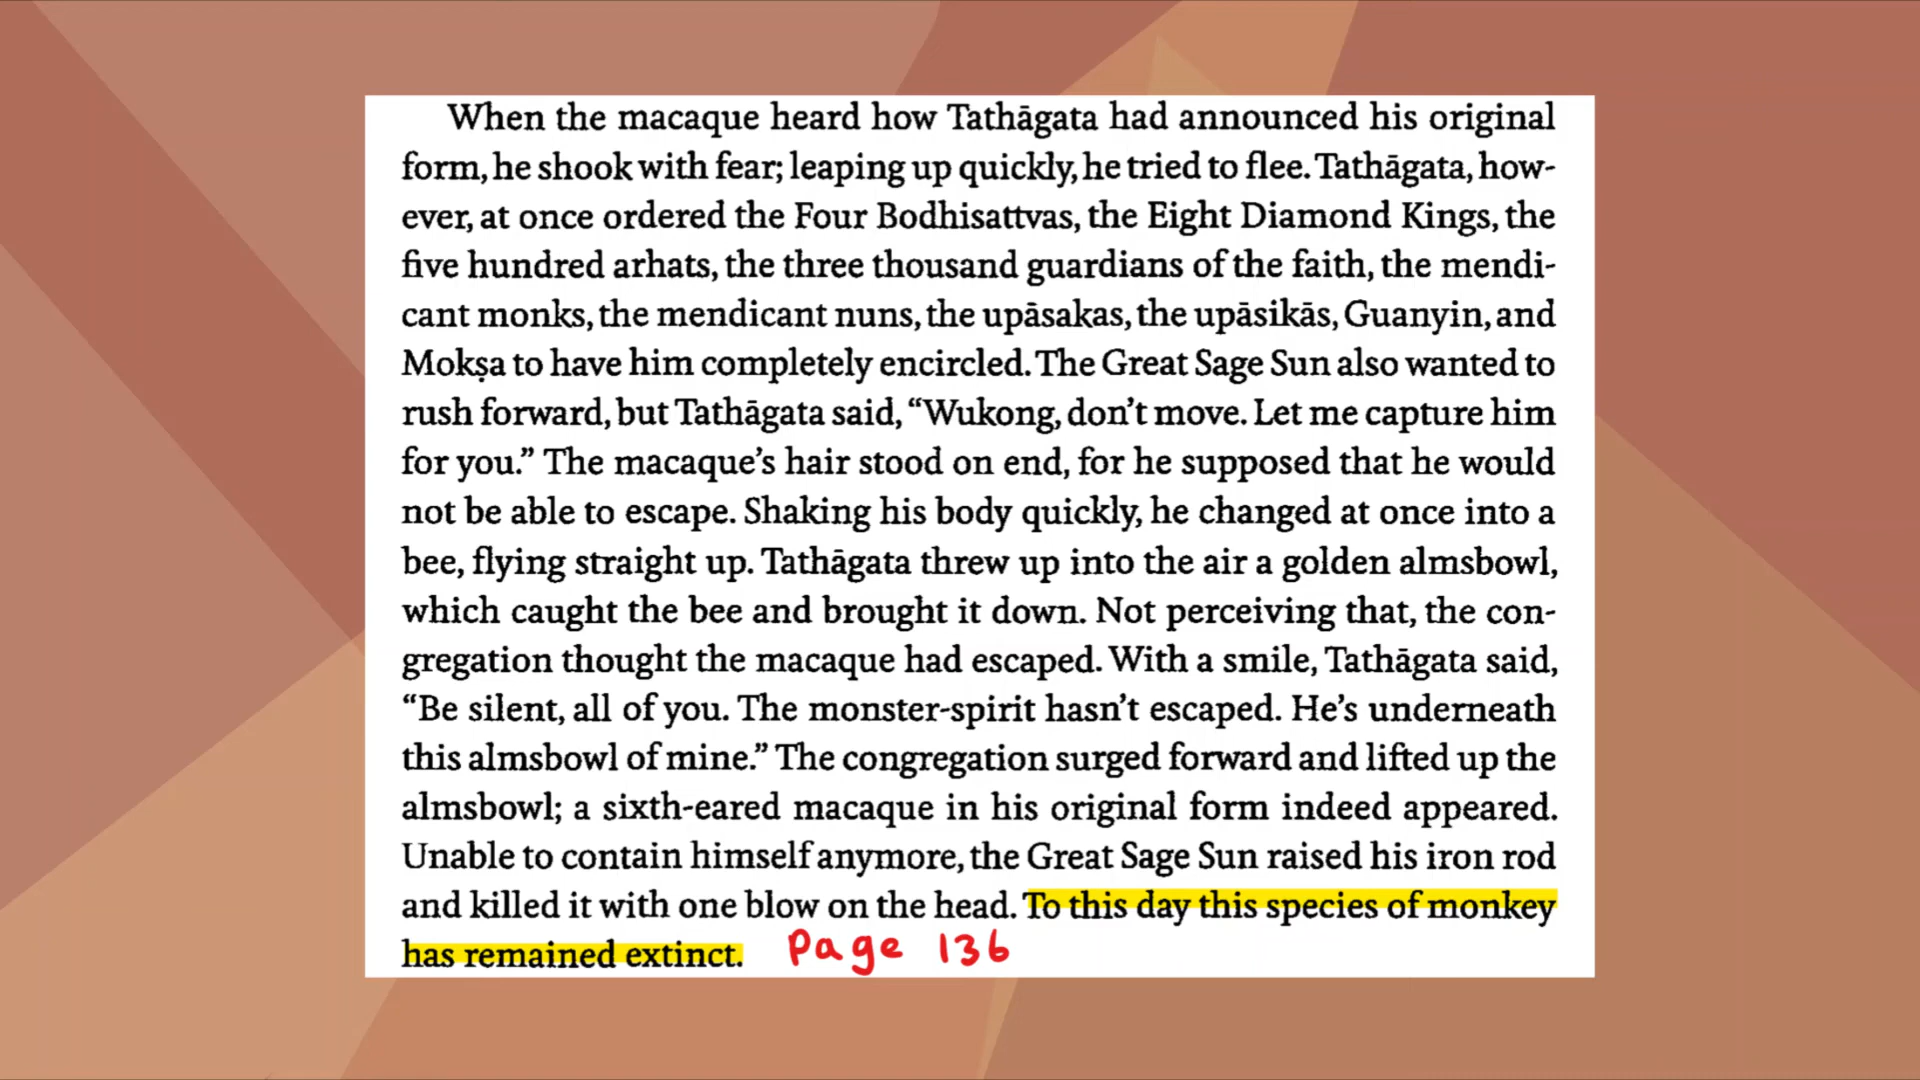 When the macaque heard how Tathāgata had announced his original
form, he shook with fear; leaping up quickly, he tried to flee. Tathāgata, how-
ever, at once ordered the Four Bodhisattvas, the Eight Diamond Kings, the
five hundred arhats, the three thousand guardians of the faith, the mendi-
cant monks, the mendicant nuns, the upāsakas, the upāsikās, Guanyin, and
Mokṣa to have him completely encircled. The Great Sage Sun also wanted to
rush forward, but Tathāgata said, “Wukong, don’t move. Let me capture him
for you.” The macaque’s hair stood on end, for he supposed that he would
not be able to escape. Shaking his body quickly, he changed at once into a
bee, flying straight up. Tathāgata threw up into the air a golden almsbowl,
which caught the bee and brought it down. Not perceiving that, the con-
gregation thought the macaque had escaped. With a smile, Tathāgata said,
“Be silent, all of you. The monster-spirit hasn’t escaped. He’s underneath
this almsbowl of mine.” The congregation surged forward and lifted up the
almsbowl; a sixth-eared macaque in his original form indeed appeared.
Unable to contain himself anymore, the Great Sage Sun raised his iron rod
and killed it with one blow on the head. To this day this species of monkey
has remained extinct. Page 136